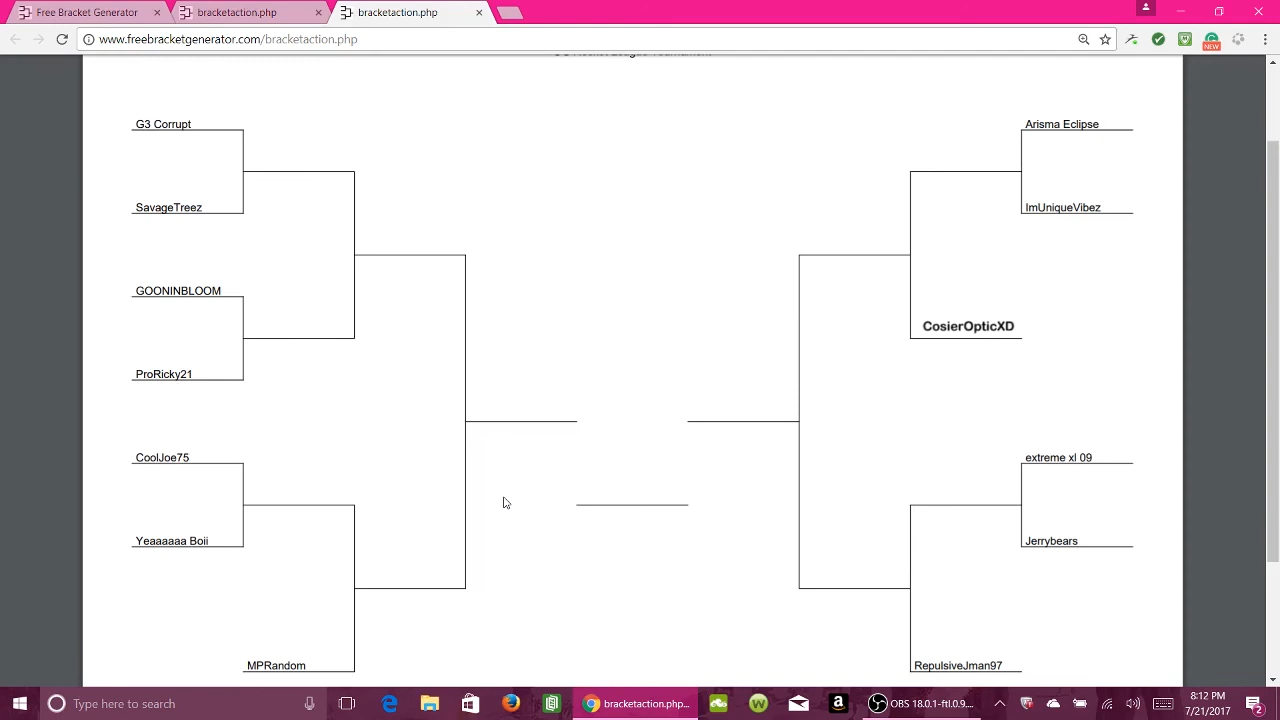 Free Bracket Generator
bracketaction.php
bracketaction.php
www.freebracketgenerator.com/bracketaction.php
NEW
G3 Corrupt
Arisma Eclipse
SavageTreez
ImUniqueVibez
GOONINBLOOM
CosierOpticXD
ProRicky21
CoolJoe75
extreme xl 09
Yeaaaaaa Boii
Jerrybears
MPRandom
RepulsiveJman97
Type here to search
bracketaction.php...
OBS 18.0.1-ftl.0.9....
8:12 PM
7/21/2017
2